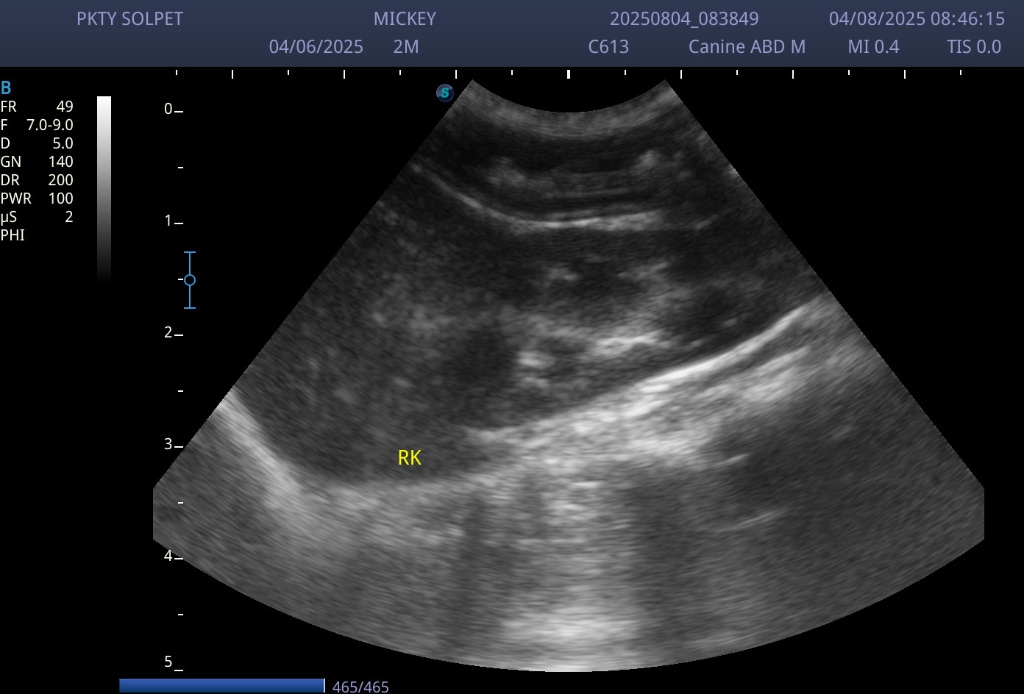 PKTY SOLPET MICKEY 20250804_083849 04/08/2025 08:46:15
04/06/2025 2M C613 Canine ABD M MI 0.4 TIS 0.0
B
FR 49
F 7.0-9.0
D 5.0
GN 140
DR 200
PWR 100
µS 2
PHI
S
0
1
2
3
4
5
RK
465/465